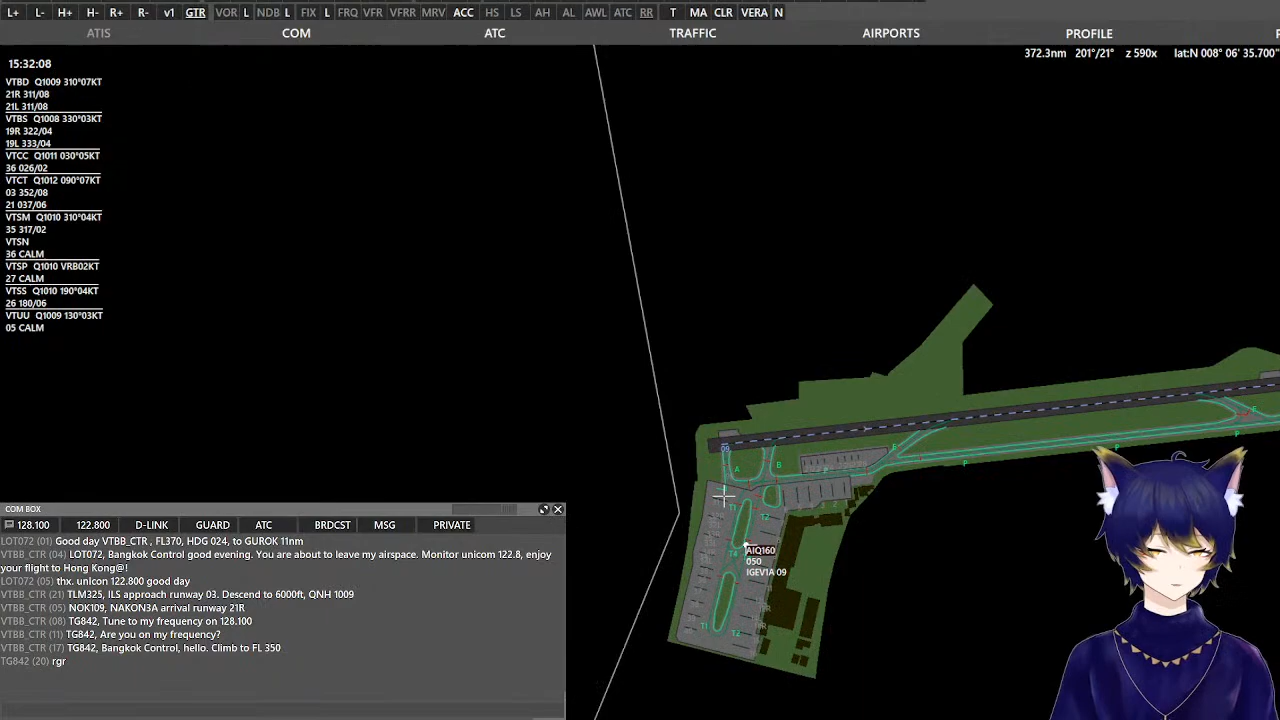 L+ L- H+ H- R+ R- v1 GTR VOR L NDB L FIX L FRQ VFR VFRR MRV ACC HS LS AH AL AWL ATC RR T MA CLR VERA N
ATIS COM ATC TRAFFIC AIRPORTS PROFILE
372.3nm 201°/21° z 590x lat:N 008° 06' 35.700"
15:32:08
VTBD Q1009 310°07KT
21R 311/08
21L 311/08
VTBS Q1008 330°03KT
19R 322/04
19L 333/04
VTCC Q1011 030°05KT
36 026/02
VTCT Q1012 090°07KT
03 352/08
21 037/06
VTSM Q1010 310°04KT
35 317/02
VTSN
36 CALM
VTSP Q1010 VRB02KT
27 CALM
VTSS Q1010 190°04KT
26 180/06
VTUU Q1009 130°03KT
05 CALM
09
A
B
E
F
P
P
P
T1
T2
T4
AIQ160
050
IGEV1A 09
T1
T2
COM BOX
128.100 122.800 D-LINK GUARD ATC BRDCST MSG PRIVATE
LOT072 (01) Good day VTBB_CTR , FL370, HDG 024, to GUROK 11nm
VTBB_CTR (04) LOT072, Bangkok Control good evening. You are about to leave my airspace. Monitor unicom 122.8, enjoy
your flight to Hong Kong@!
LOT072 (05) thx. unIcon 122.800 good day
VTBB_CTR (21) TLM325, ILS approach runway 03. Descend to 6000ft, QNH 1009
VTBB_CTR (05) NOK109, NAKON3A arrival runway 21R
VTBB_CTR (08) TG842, Tune to my frequency on 128.100
VTBB_CTR (11) TG842, Are you on my frequency?
VTBB_CTR (17) TG842, Bangkok Control, hello. Climb to FL 350
TG842 (20) rgr